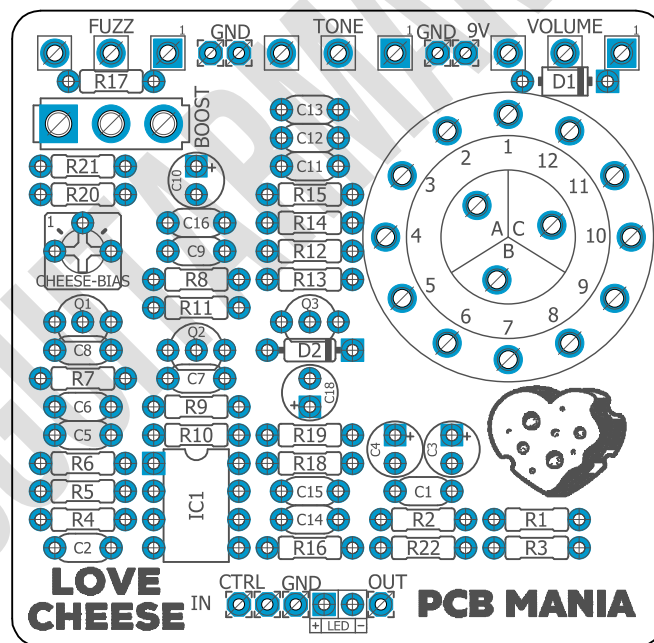 FUZZ GND TONE GND 9V VOLUME
1 1 1
R17 D1
BOOST
C13
C12
C11
R21
R20
C10 +
R15
C16 R14
C9 R12
R8 R13
R11
1
CHEESE-BIAS
1 2 3 4 5 6 7 8 9 10 11 12
A C
B
Q1 Q2 Q3
C8 D2
R7 C7 C18 +
C6 R9
C5 R10 R19 C4 + C3 +
R6 R18
R5 IC1 C15 C1
R4 C14 R2 R1
C2 R16 R22 R3
LOVE
CHEESE
IN CTRL GND OUT
+ LED -
PCB MANIA